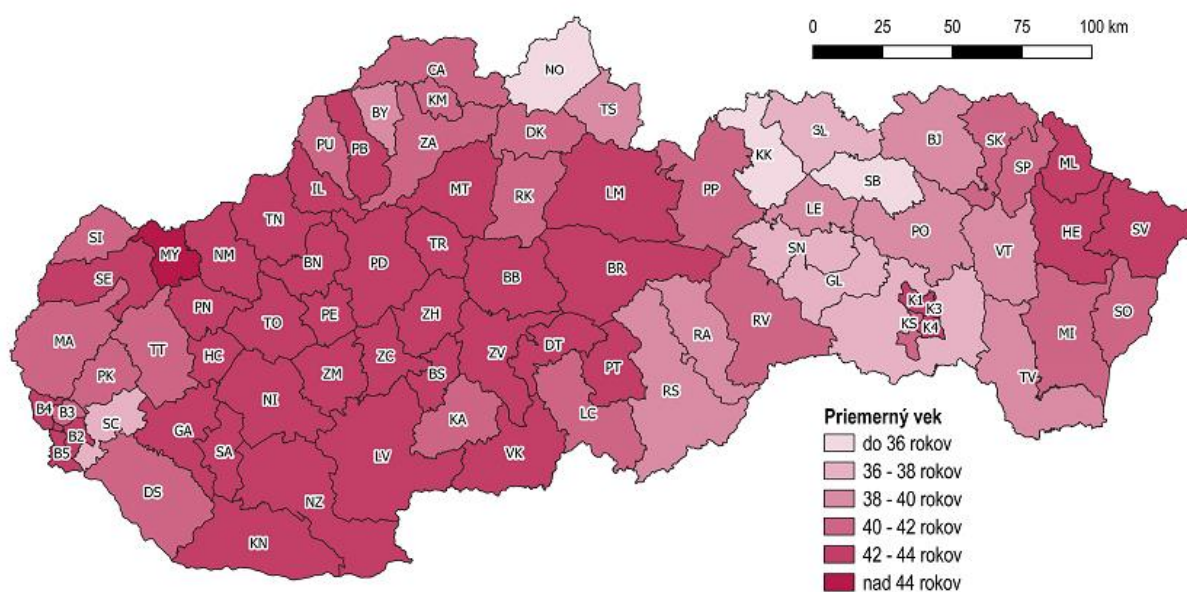 0 25 50 75 100 km
CA
NO
KM
BY
TS
PU
PB
ZA
DK
SL
BJ
SK
KK
SP
ML
IL
MT
RK
LM
PP
SB
LE
TN
SI
MY
NM
TR
SN
PO
VT
HE
SV
SE
BN
PD
BB
BR
GL
PN
TO
PE
ZH
K1
K3
KS
K4
SO
MA
TT
HC
ZC
ZV
DT
RA
RV
MI
PK
ZM
BS
PT
TV
B4
B3
SC
NI
KA
LC
RS
B2
B5
GA
SA
LV
VK
DS
NZ
KN
Priemerný vek
do 36 rokov
36 - 38 rokov
38 - 40 rokov
40 - 42 rokov
42 - 44 rokov
nad 44 rokov